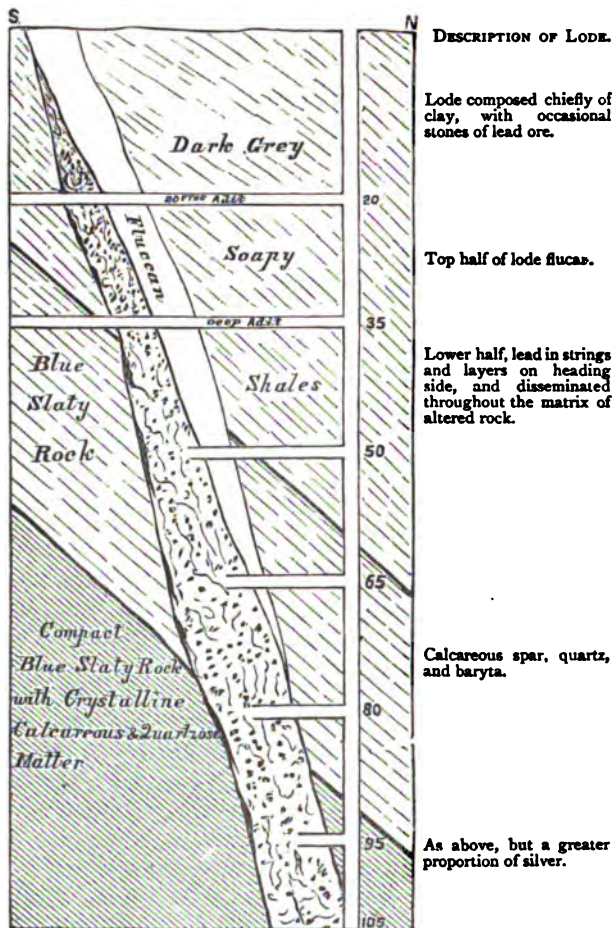 S.
N
DESCRIPTION OF LODE.
Lode composed chiefly of
clay, with occasional
stones of lead ore.
Dark Grey
20 Fᵐ Adit
20
Fluccan
Soapy
Top half of lode flucan.
Deep Adit
35
Blue
Slaty
Rock
Shales
Lower half, lead in strings
and layers on heading
side, and disseminated
throughout the matrix of
altered rock.
50
65
Compact
Blue Slaty Rock
with Crystalline
Calcareous & Quartzose
Matter
Calcareous spar, quartz,
and baryta.
80
95
As above, but a greater
proportion of silver.
105